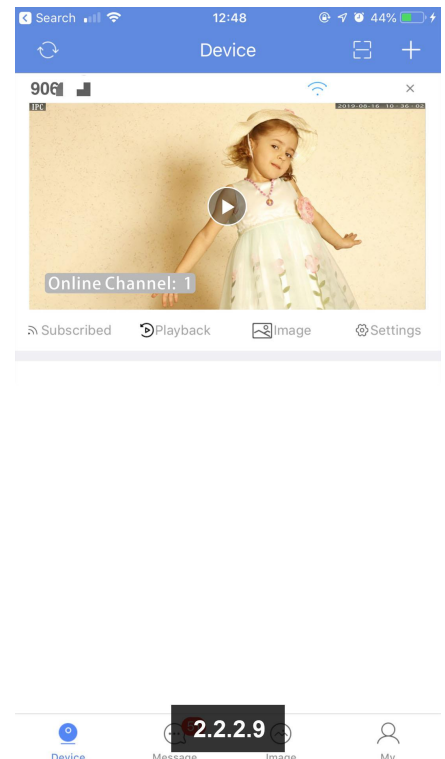 Search 12:48 44%
Device
906
IPC 2019-06-16 10:36:02
Online Channel: 1
Subscribed Playback Image Settings
2.2.2.9
Device Message Image My